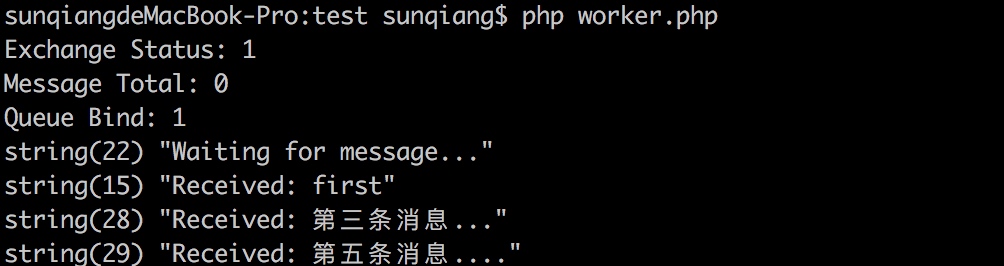 sunqiangdeMacBook-Pro:test sunqiang$ php worker.php
Exchange Status: 1
Message Total: 0
Queue Bind: 1
string(22) "Waiting for message..."
string(15) "Received: first"
string(28) "Received: 第三条消息..."
string(29) "Received: 第五条消息...."